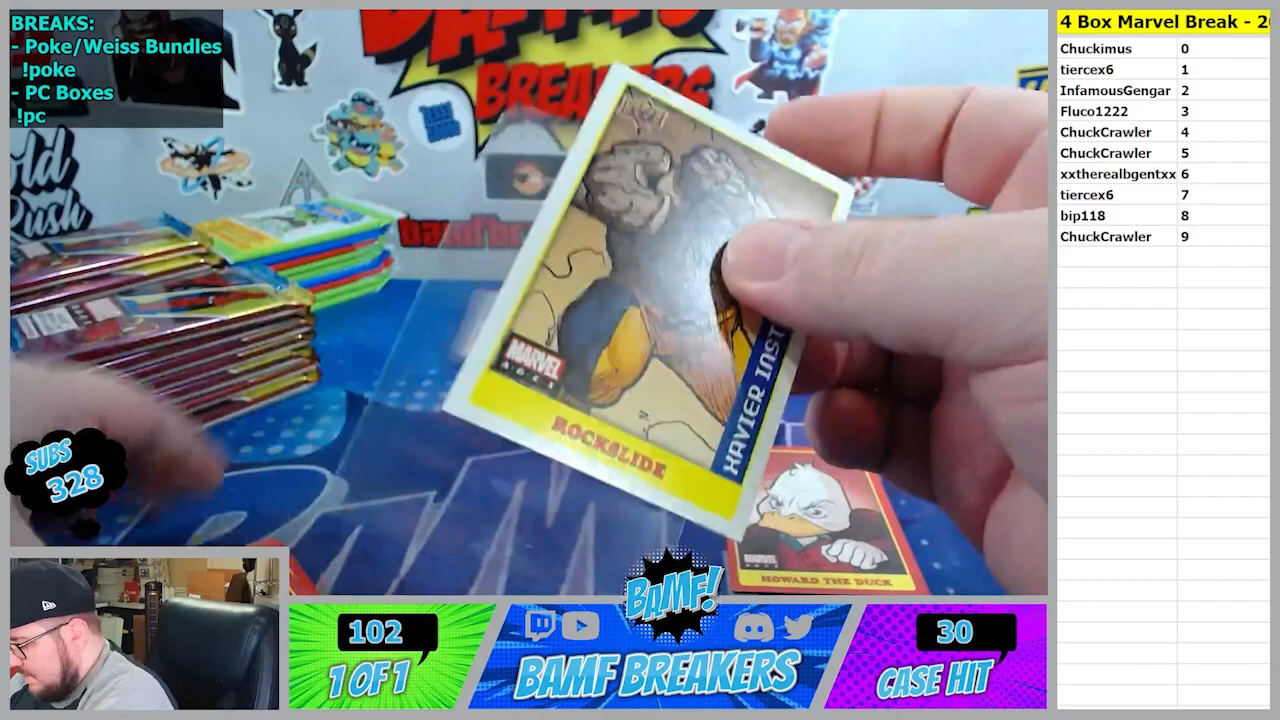 BREAKS:
- Poke/Weiss Bundles
!poke
- PC Boxes
!pc
BREAKERS
MARVEL
ROCKSLIDE
XAVIER INST
MARVEL
HOWARD THE DUCK
SUBS
328
102
1 OF 1
BAMF!
BAMF BREAKERS
30
CASE HIT
4 Box Marvel Break - 20
Chuckimus 0
tiercex6 1
InfamousGengar 2
Fluco1222 3
ChuckCrawler 4
ChuckCrawler 5
xxtherealbgentxx 6
tiercex6 7
bip118 8
ChuckCrawler 9